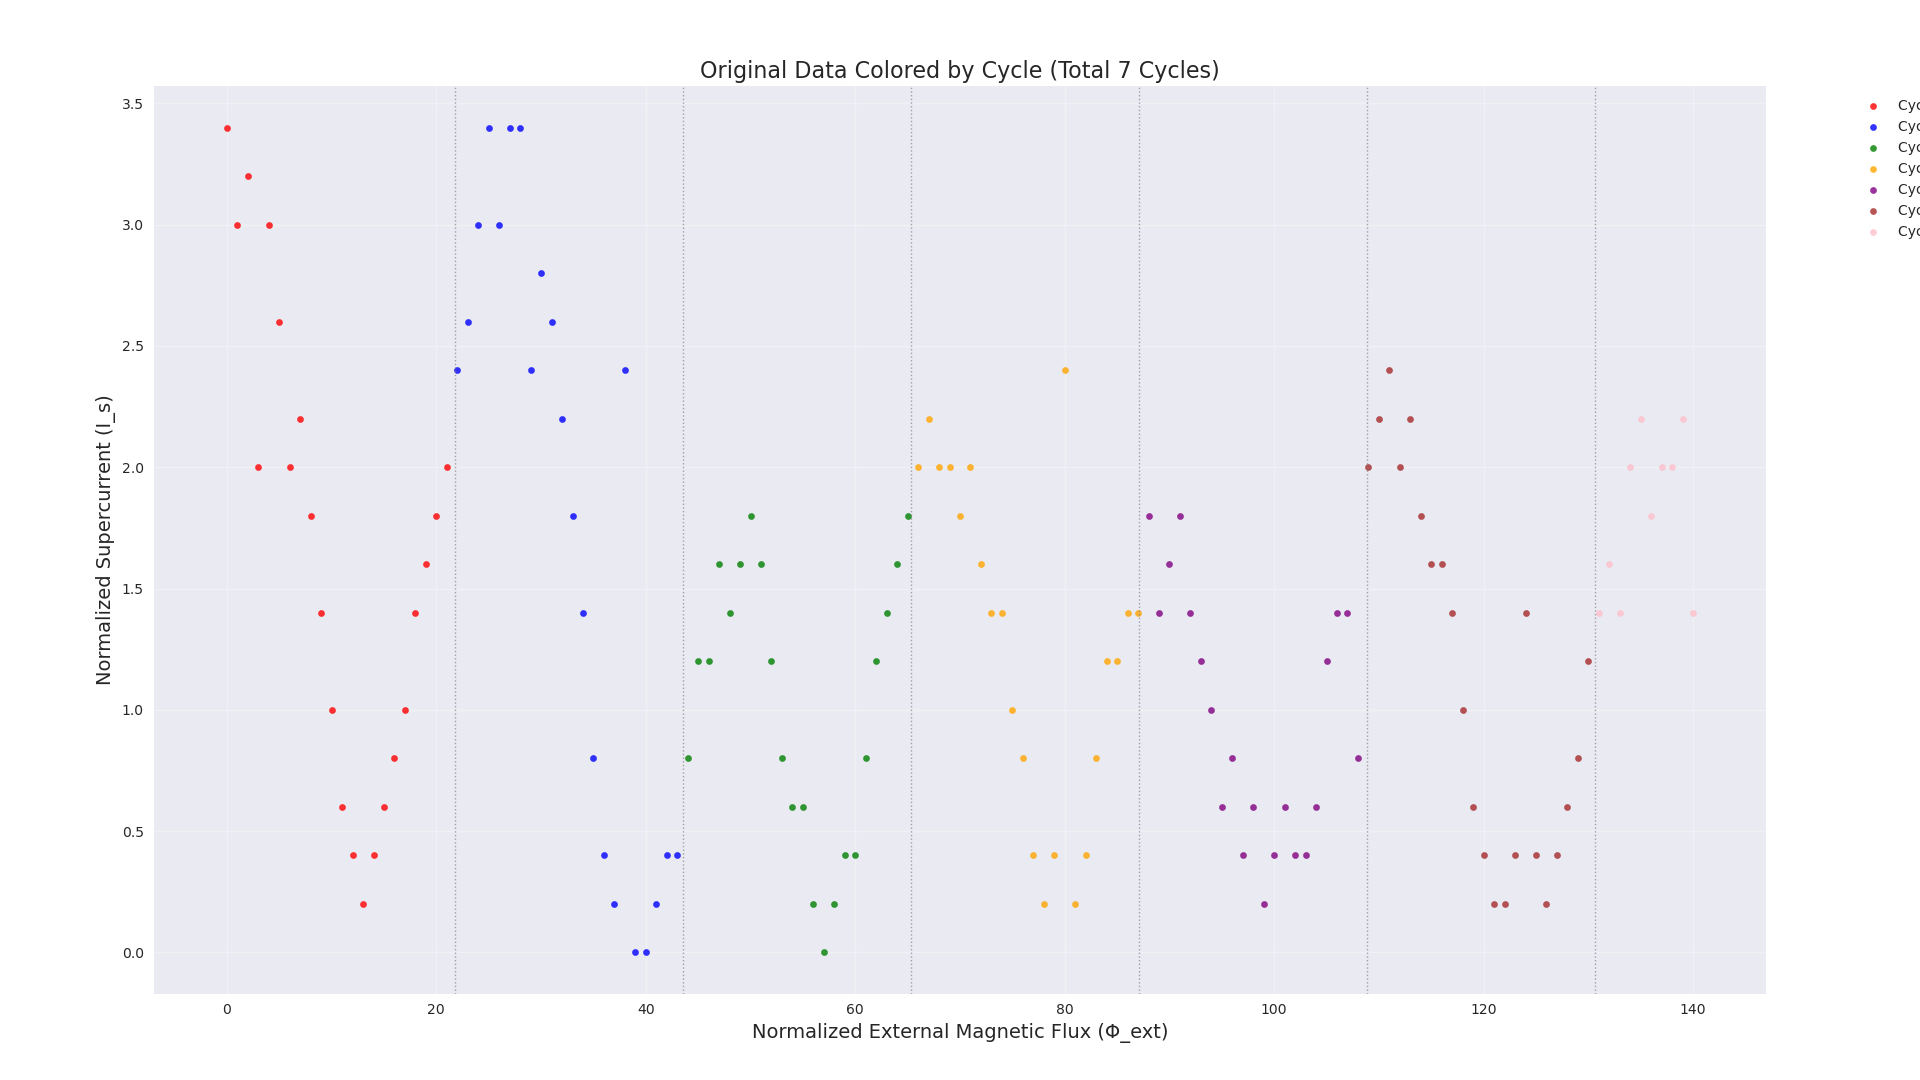 Original Data Colored by Cycle (Total 7 Cycles)
3.5
3.0
2.5
2.0
1.5
1.0
0.5
0.0
Normalized Supercurrent (I_s)
0 20 40 60 80 100 120 140
Normalized External Magnetic Flux (Φ_ext)
Cyc
Cyc
Cyc
Cyc
Cyc
Cyc
Cyc